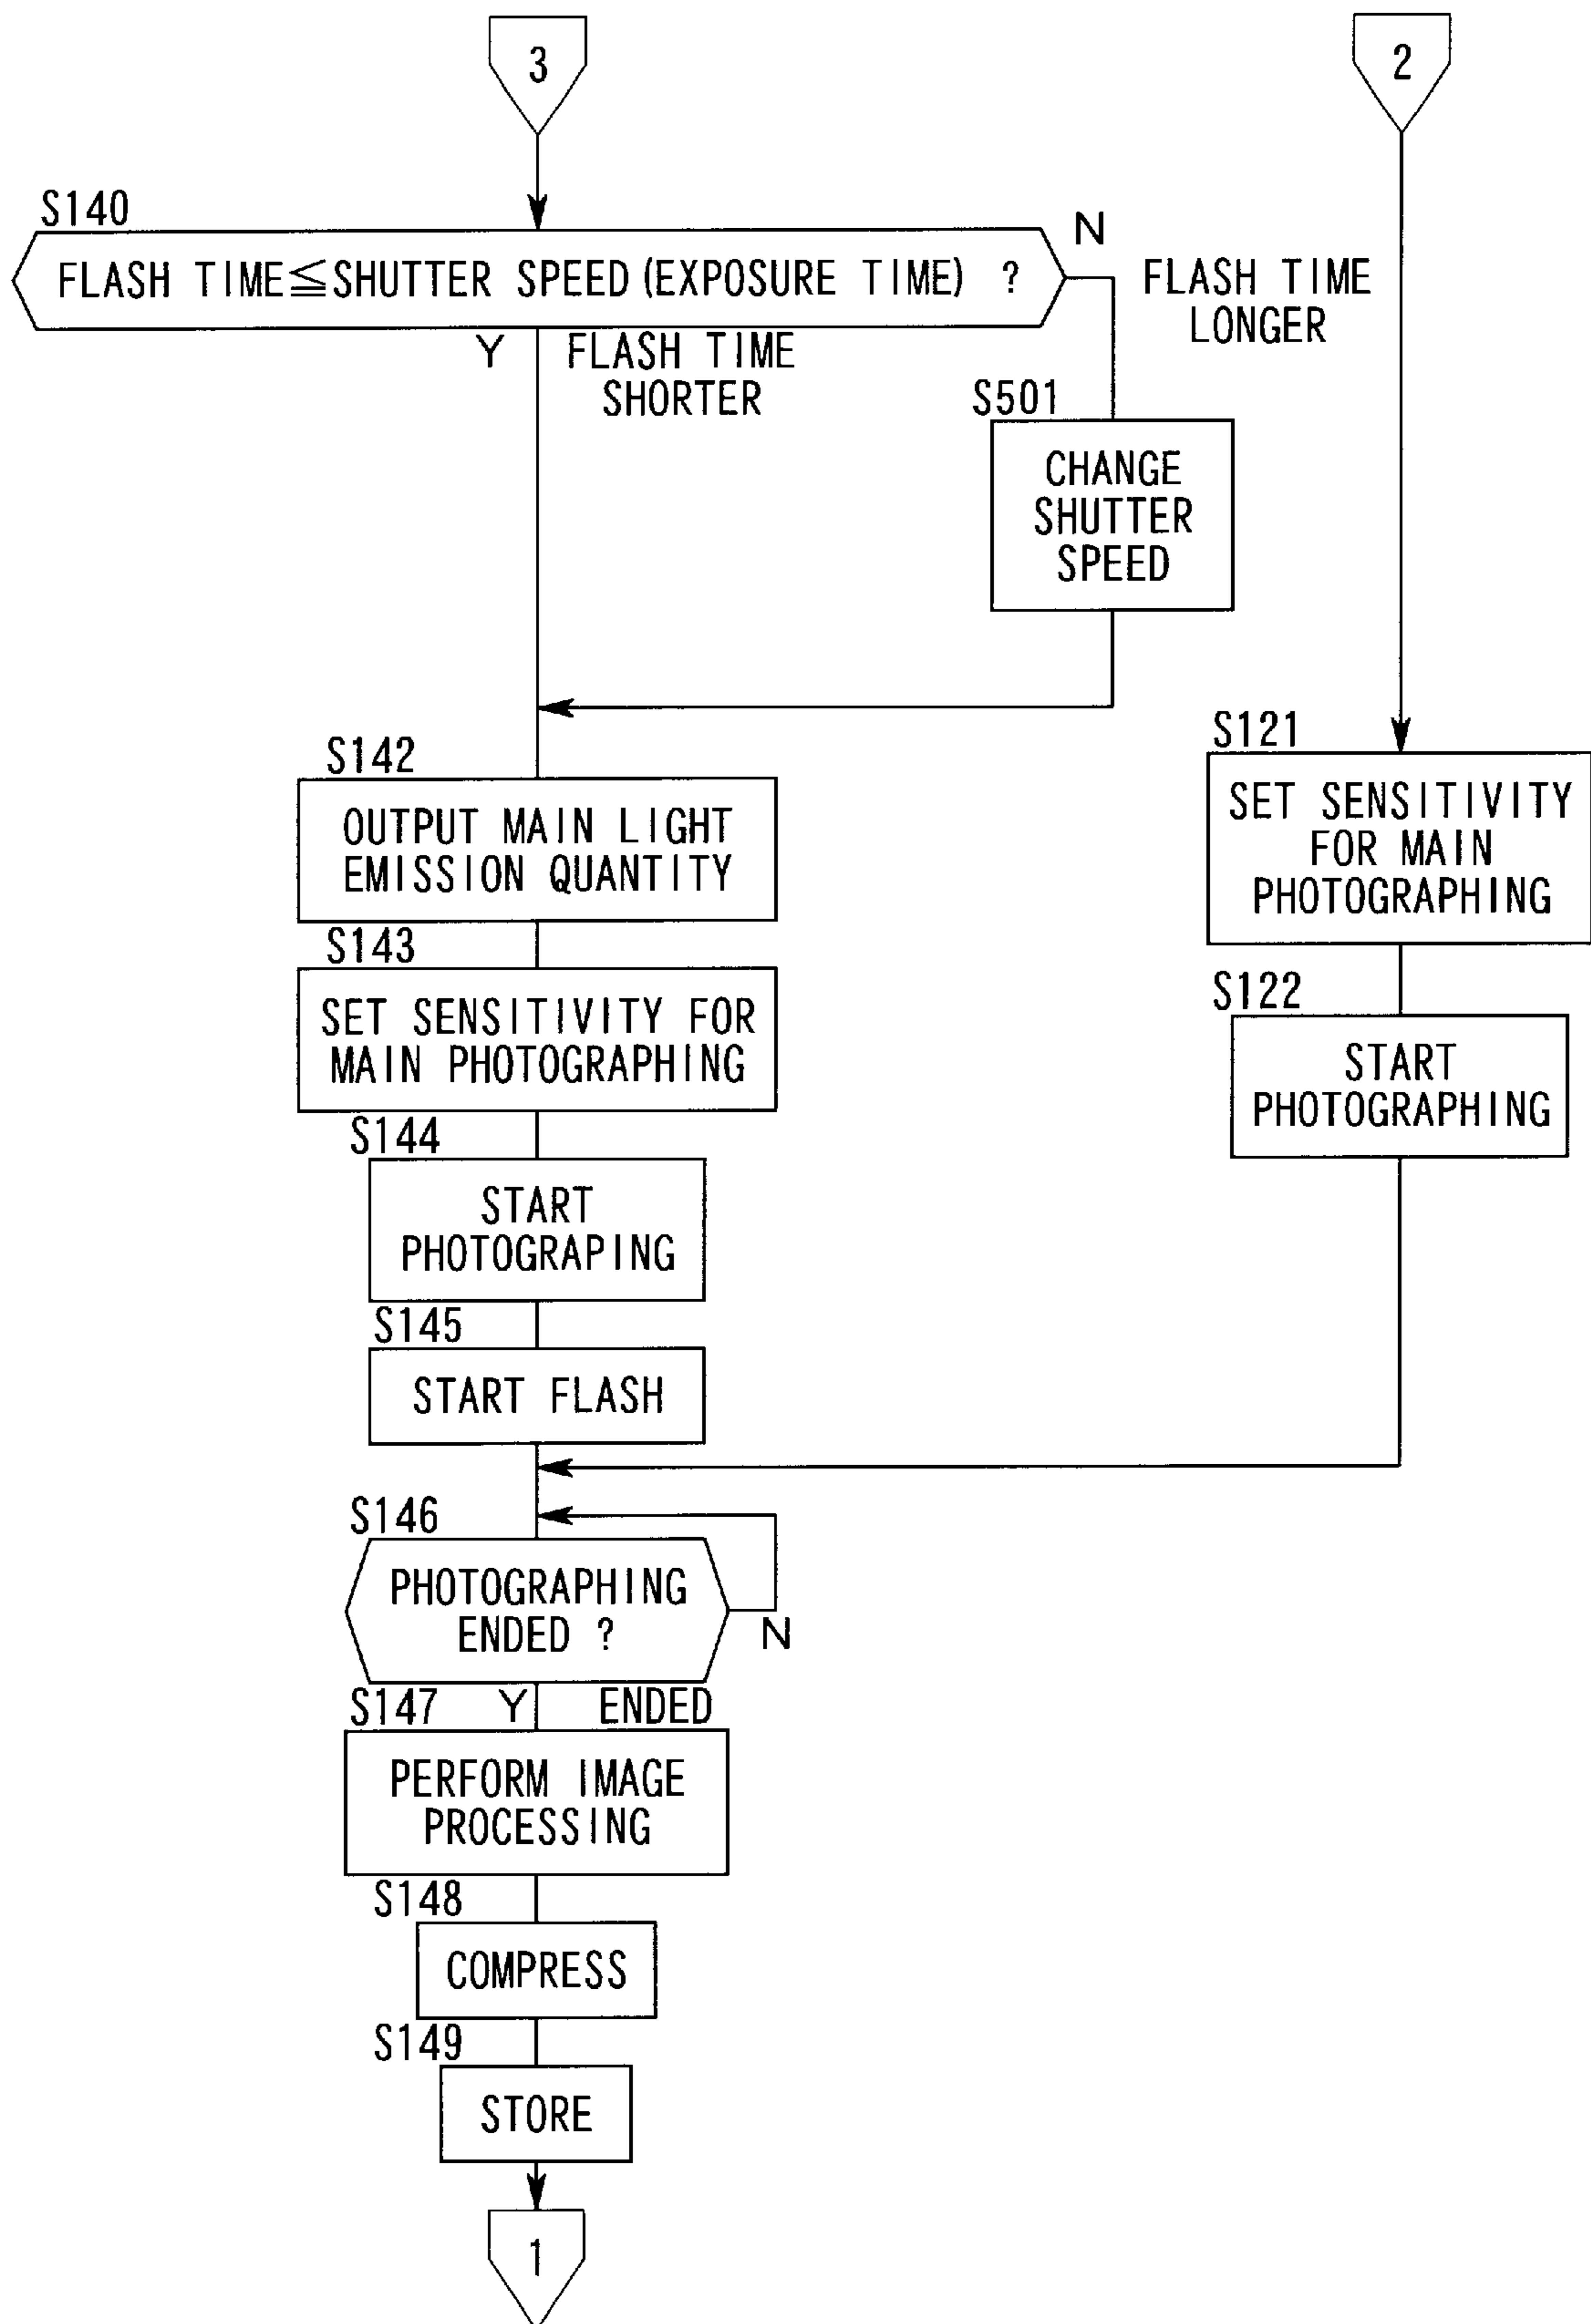 3
2
S140
N
FLASH TIME≦SHUTTER SPEED (EXPOSURE TIME) ?
FLASH TIME
LONGER
Y
FLASH TIME
SHORTER
S501
CHANGE
SHUTTER
SPEED
S142
OUTPUT MAIN LIGHT
EMISSION QUANTITY
S121
SET SENSITIVITY
FOR MAIN
PHOTOGRAPHING
S143
SET SENSITIVITY FOR
MAIN PHOTOGRAPHING
S122
START
PHOTOGRAPHING
S144
START
PHOTOGRAPING
S145
START FLASH
S146
PHOTOGRAPHING
ENDED ?
N
S147
Y
ENDED
PERFORM IMAGE
PROCESSING
S148
COMPRESS
S149
STORE
1